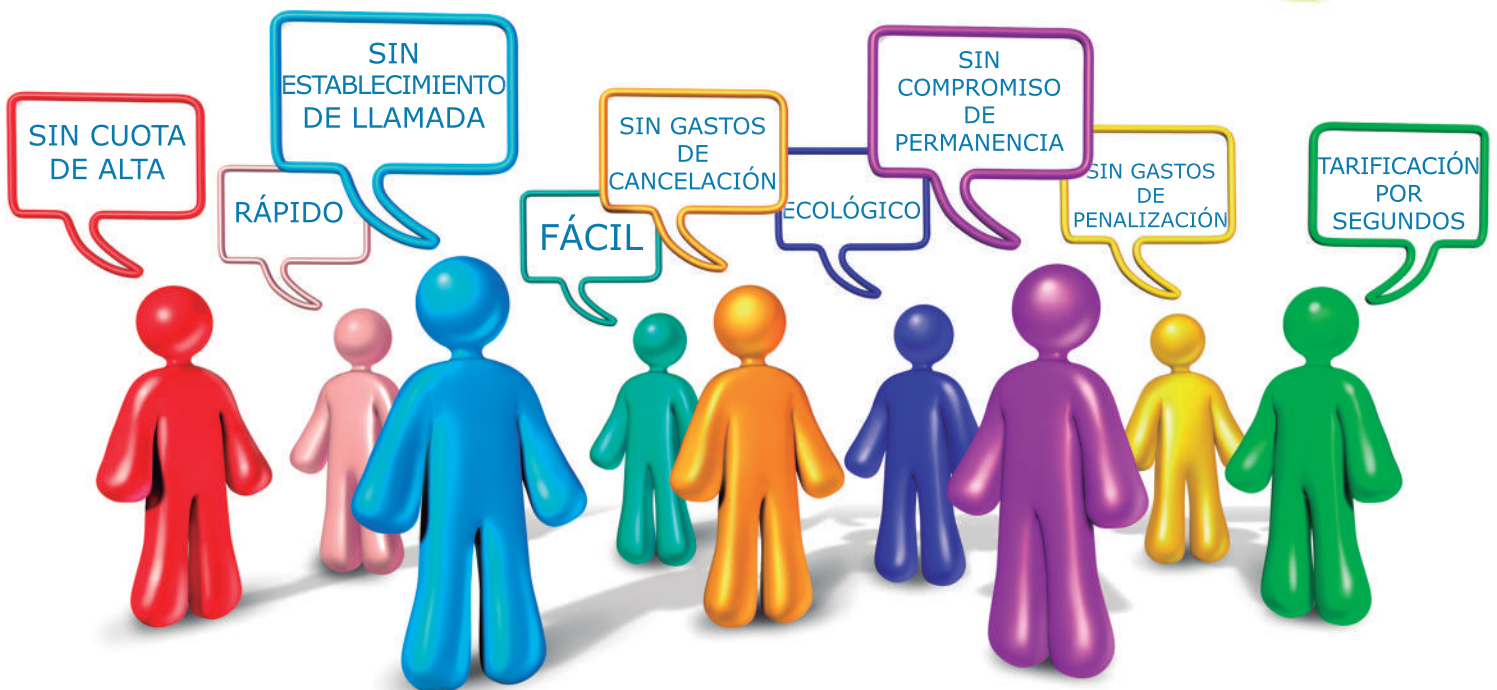 SIN CUOTA
DE ALTA
RÁPIDO
SIN
ESTABLECIMIENTO
DE LLAMADA
FÁCIL
SIN GASTOS
DE
CANCELACIÓN
ECOLÓGICO
SIN
COMPROMISO
DE
PERMANENCIA
SIN GASTOS
DE
PENALIZACIÓN
TARIFICACIÓN
POR
SEGUNDOS